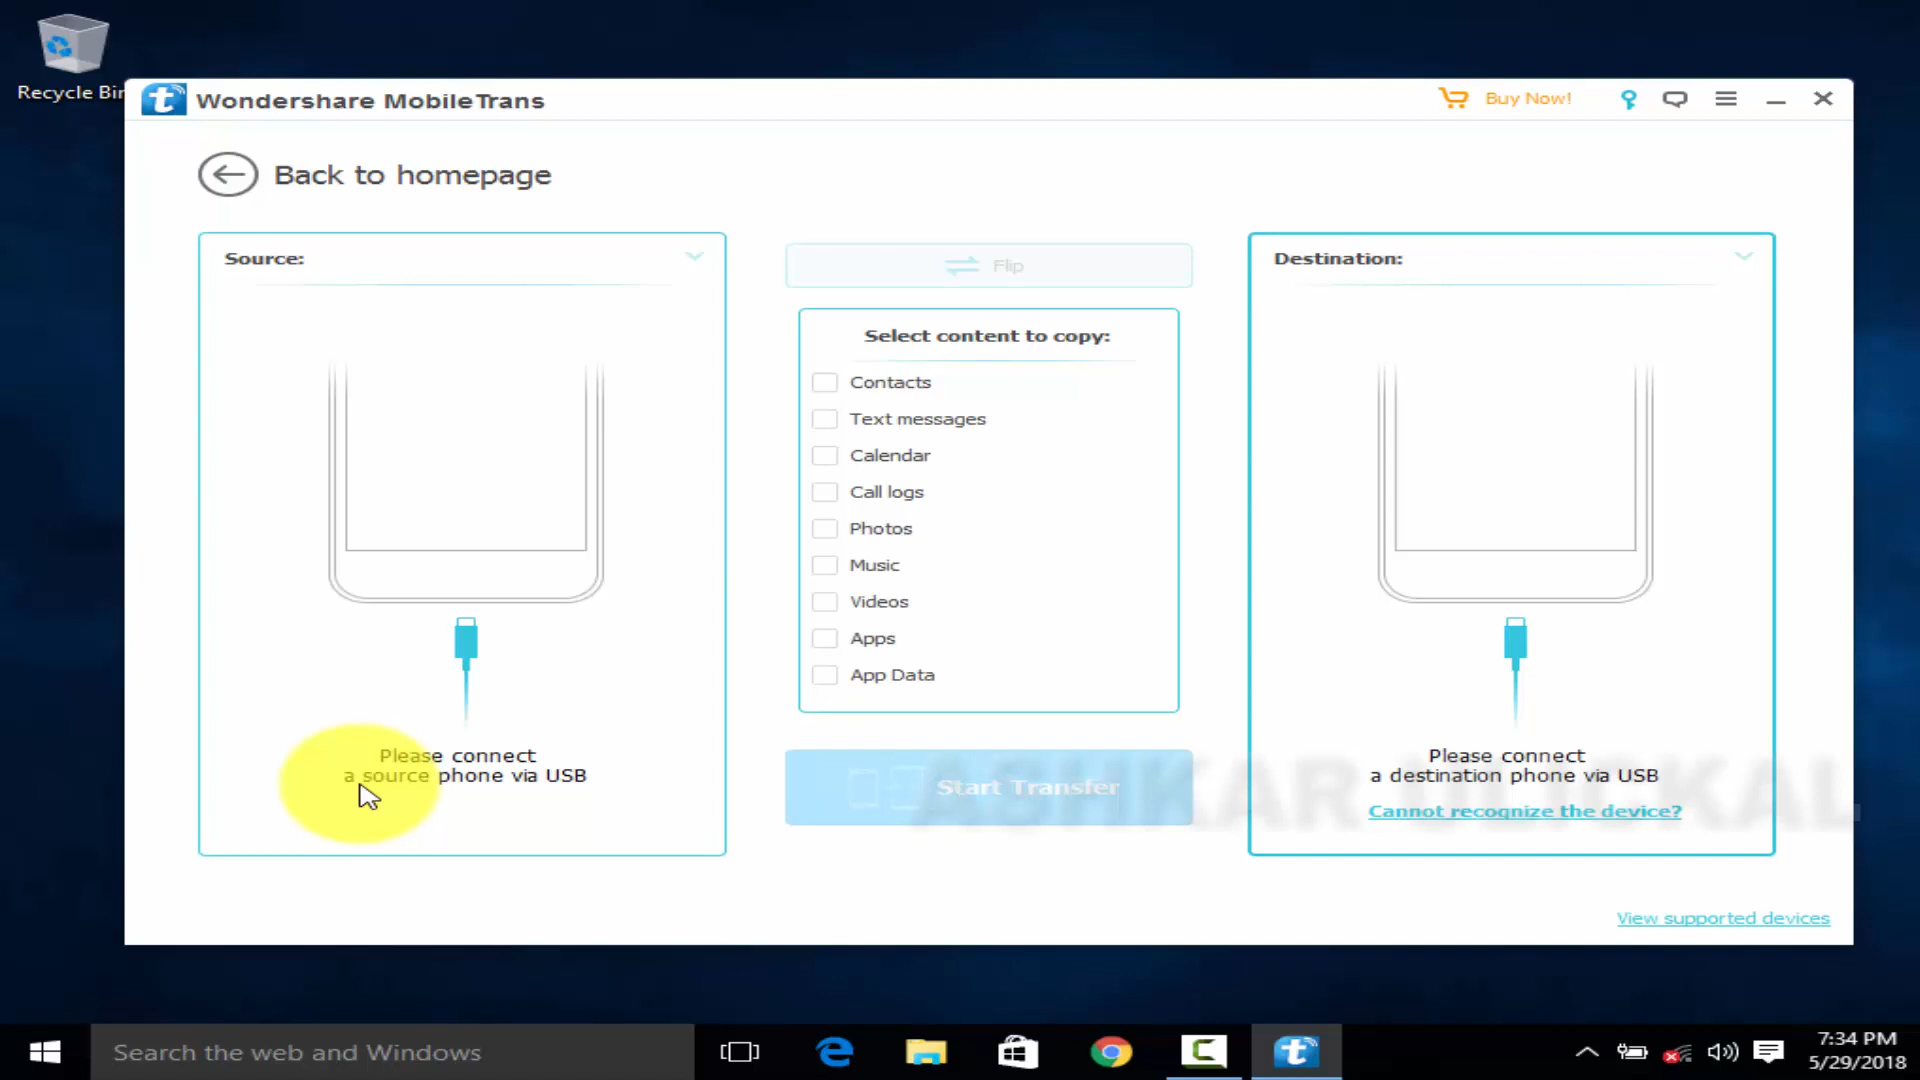 Recycle Bin
Wondershare MobileTrans
Buy Now!
Back to homepage
Source:
Flip
Destination:
Select content to copy:
Contacts
Text messages
Calendar
Call logs
Photos
Music
Videos
Apps
App Data
Please connect
a source phone via USB
Start Transfer
Please connect
a destination phone via USB
Cannot recognize the device?
View supported devices
Search the web and Windows
7:34 PM
5/29/2018